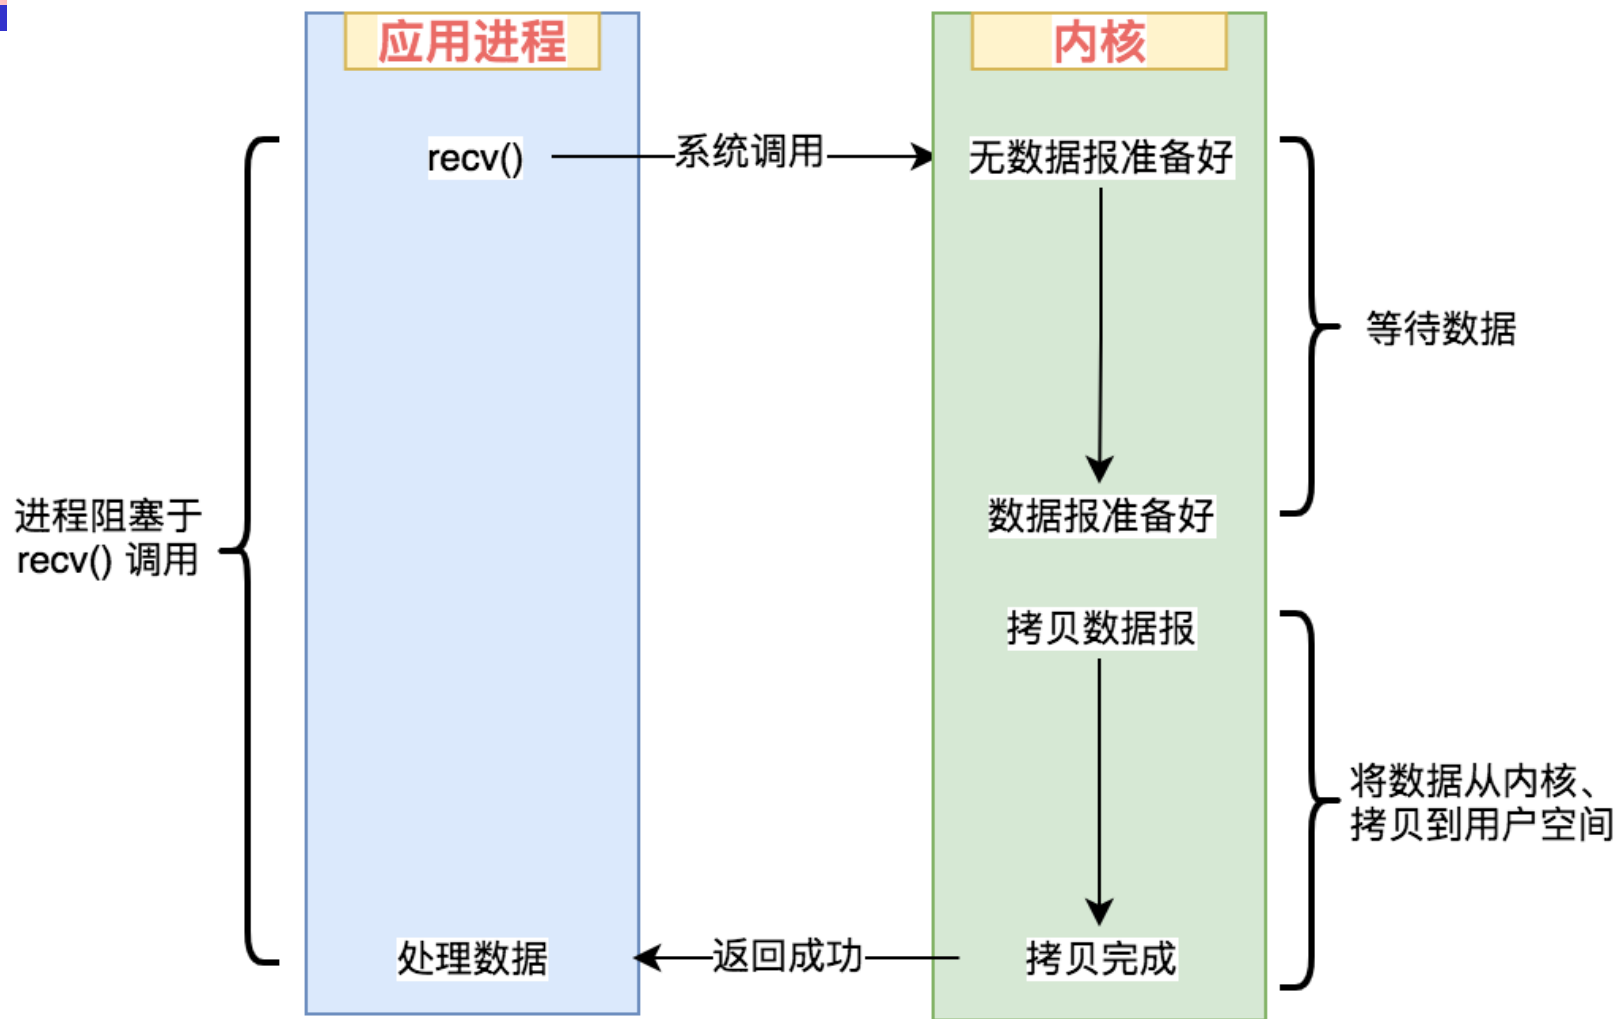 应用进程
内核
recv()
系统调用
无数据报准备好
等待数据
数据报准备好
进程阻塞于
recv() 调用
拷贝数据报
将数据从内核、
拷贝到用户空间
处理数据
返回成功
拷贝完成